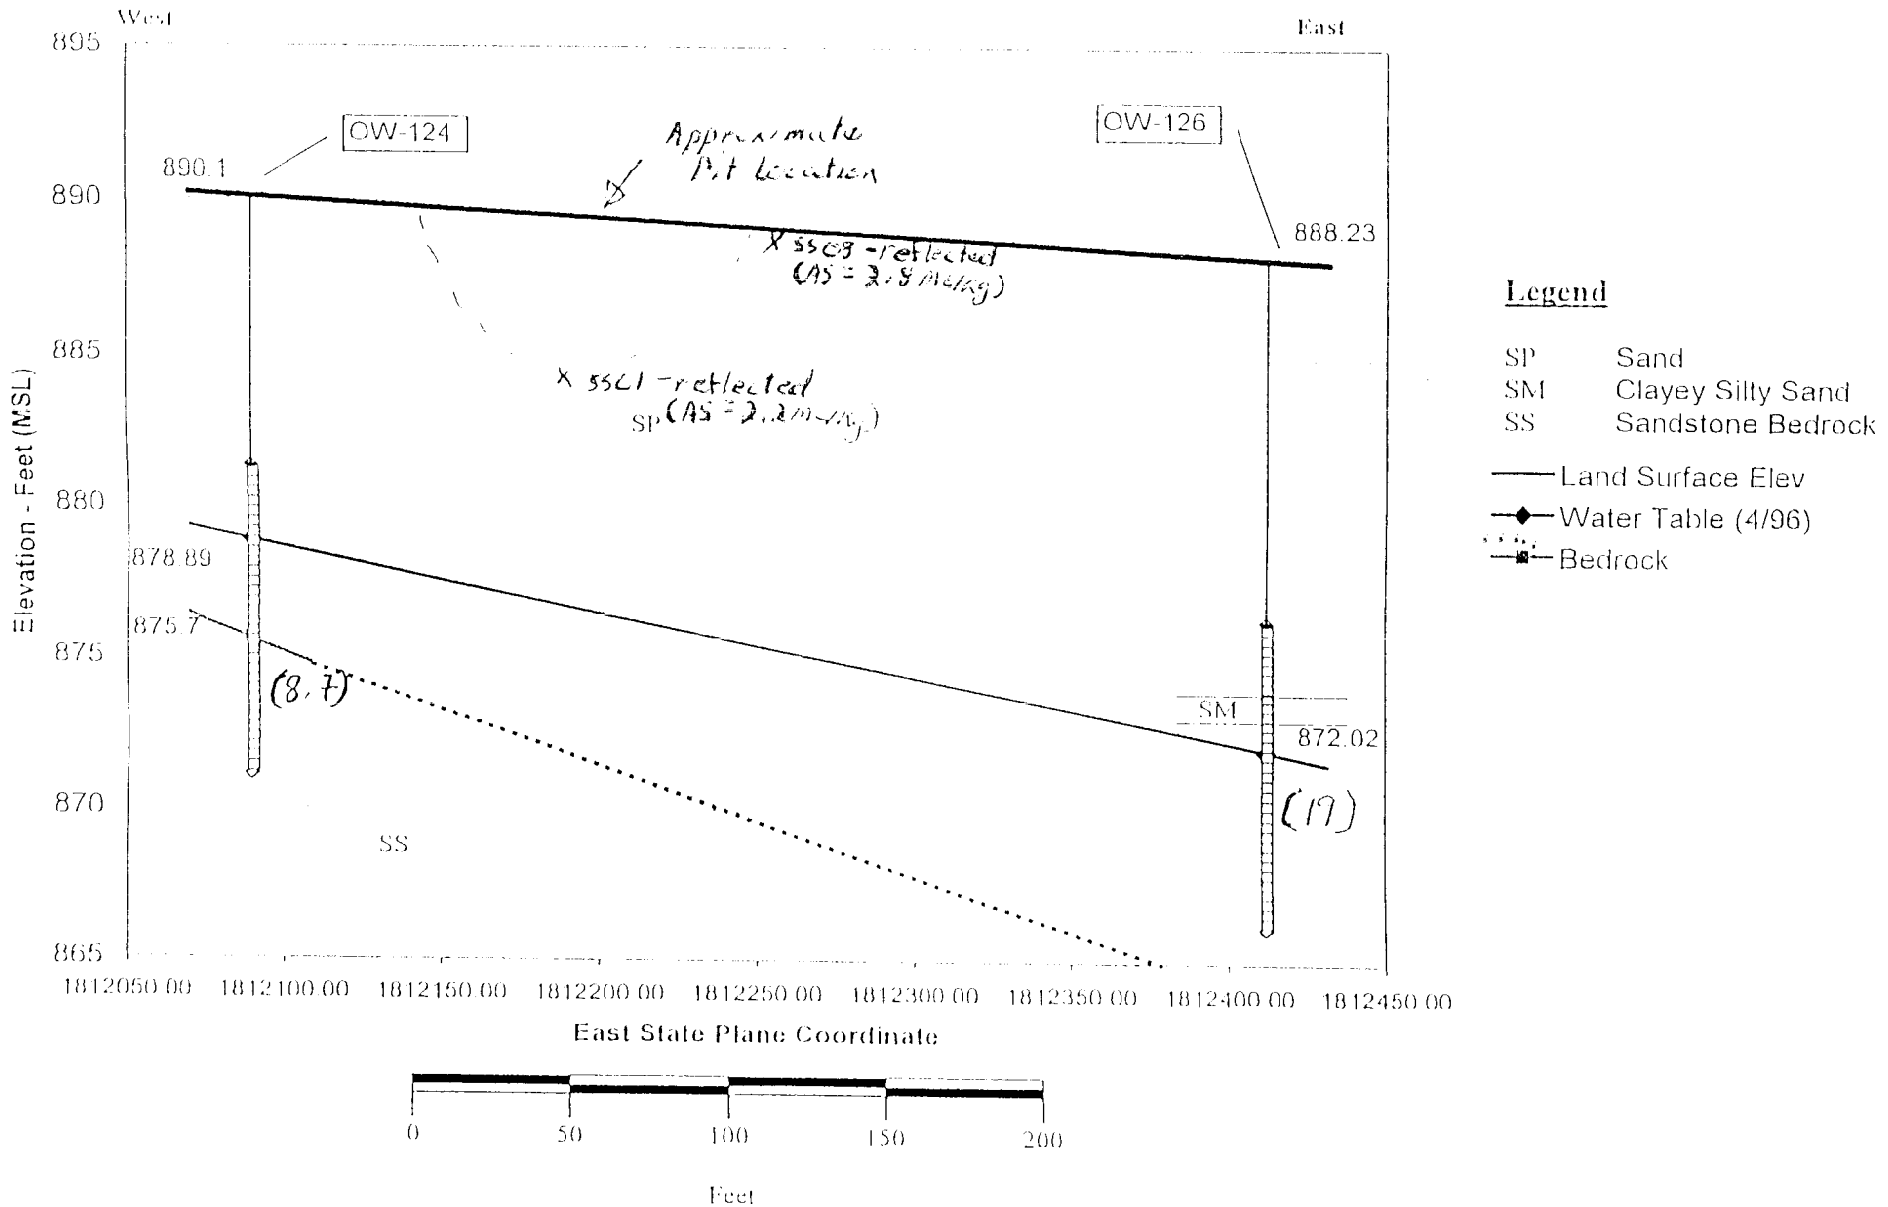 West
East
895
890
885
880
875
870
865
Elevation - Feet (MSL)
OW-124
OW-126
890.1
888.23
Approximate
Pit Location
X
-reflected
(AS = 2.8 MG/Kg)
X
-reflected
SP
(AS = 2.2 MG/Kg)
878.89
875.7
(8.7)
SM
872.02
(19)
SS
1812050.00
1812100.00
1812150.00
1812200.00
1812250.00
1812300.00
1812350.00
1812400.00
1812450.00
East State Plane Coordinate
0
50
100
150
200
Feet
Legend
SP Sand
SM Clayey Silty Sand
SS Sandstone Bedrock
Land Surface Elev
Water Table (4/96)
Bedrock